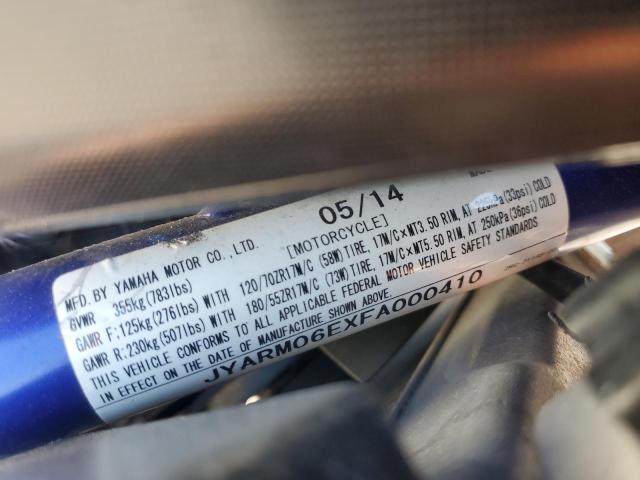 05/14
MFD. BY YAMAHA MOTOR CO., LTD. [MOTORCYCLE]
GVWR 355kg(783lbs)
GAWR F:125kg(276lbs) WITH 120/70ZR17M/C (58W) TIRE, 17M/C×MT3.50 RIM, AT 225kPa(33psi) COLD
GAWR R:230kg(507lbs) WITH 180/55ZR17M/C (73W) TIRE, 17M/C×MT5.50 RIM, AT 250kPa(36psi) COLD
THIS VEHICLE CONFORMS TO ALL APPLICABLE FEDERAL MOTOR VEHICLE SAFETY STANDARDS
IN EFFECT ON THE DATE OF MANUFACTURE SHOWN ABOVE.
JYARM06EXFA000410